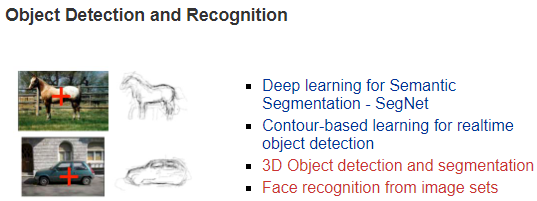 Object Detection and Recognition
Deep learning for Semantic
Segmentation - SegNet
Contour-based learning for realtime
object detection
3D Object detection and segmentation
Face recognition from image sets